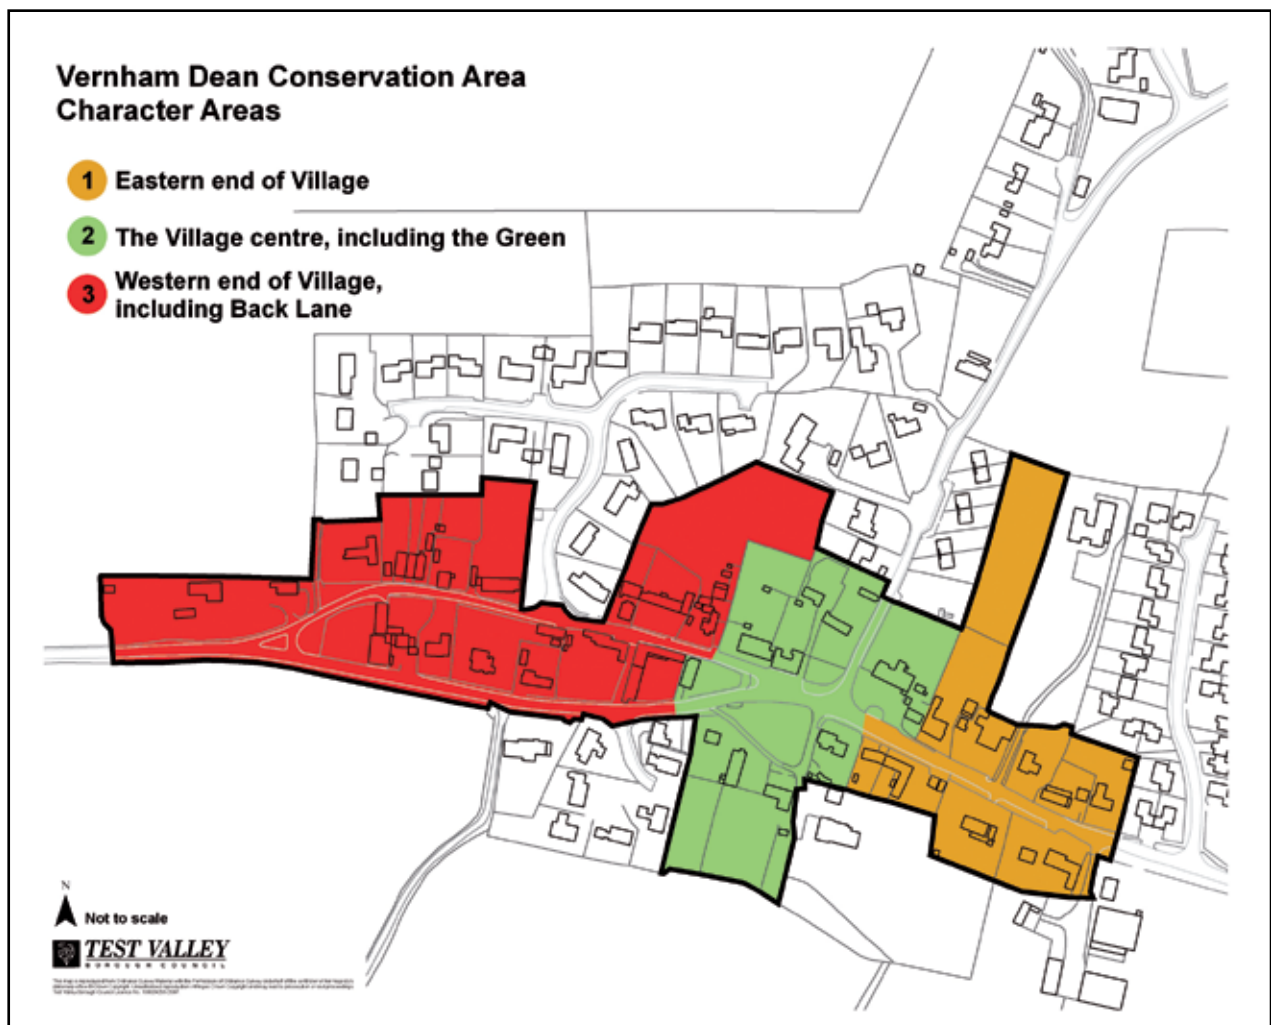 Vernham Dean Conservation Area
Character Areas
1 Eastern end of Village
2 The Village centre, including the Green
3 Western end of Village,
including Back Lane
N
Not to scale
TEST VALLEY
BOROUGH COUNCIL